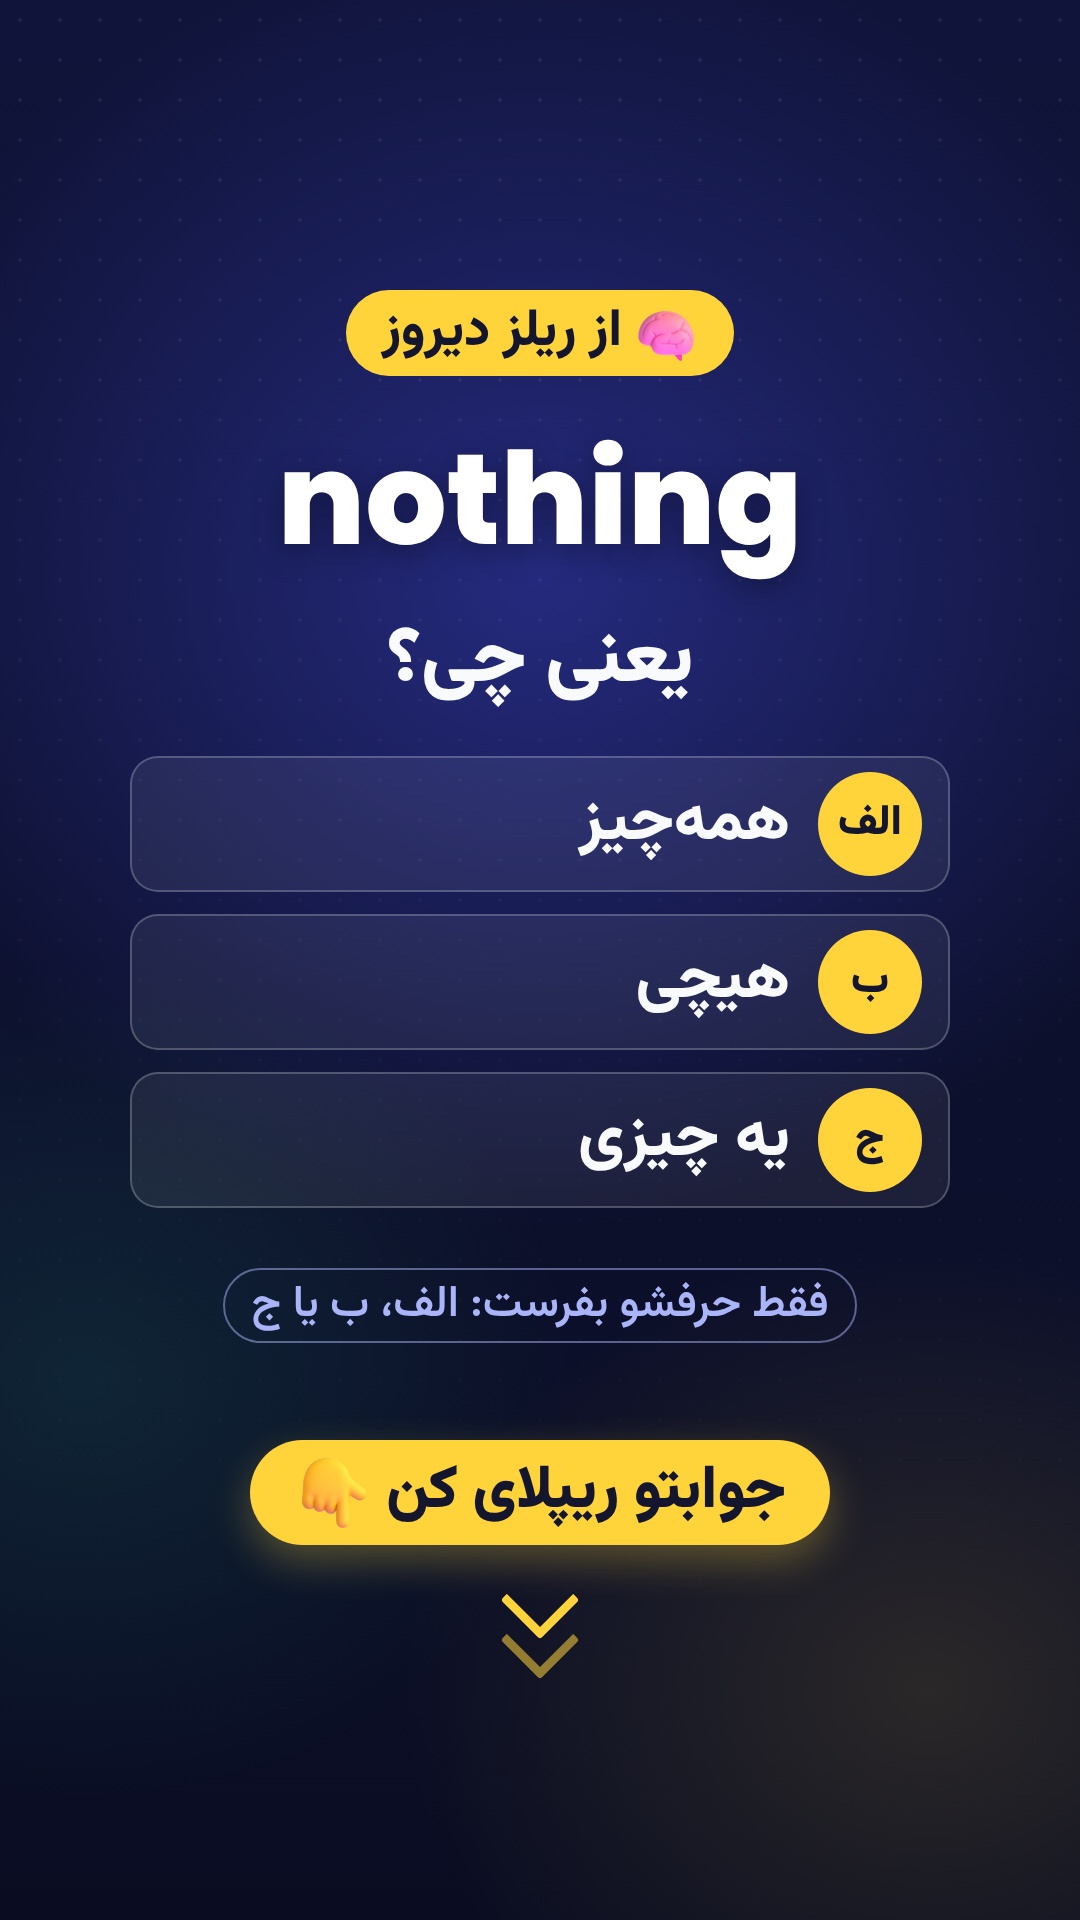 🧠 از ریلز دیروز
nothing
یعنی چی؟
الف همه‌چیز
ب هیچی
ج یه چیزی
فقط حرفشو بفرست: الف، ب یا ج
جوابتو ریپلای کن 👇